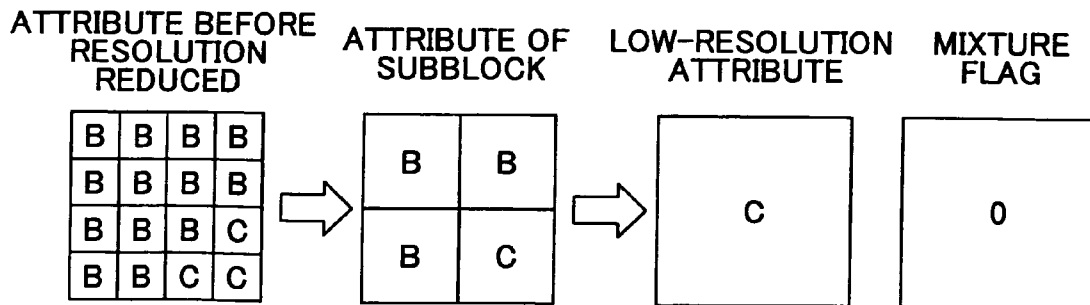 ATTRIBUTE BEFORE
RESOLUTION
REDUCED
ATTRIBUTE OF
SUBBLOCK
LOW-RESOLUTION
ATTRIBUTE
MIXTURE
FLAG
B B B B
B B B B
B B B C
B B C C
B B
B C
C
0